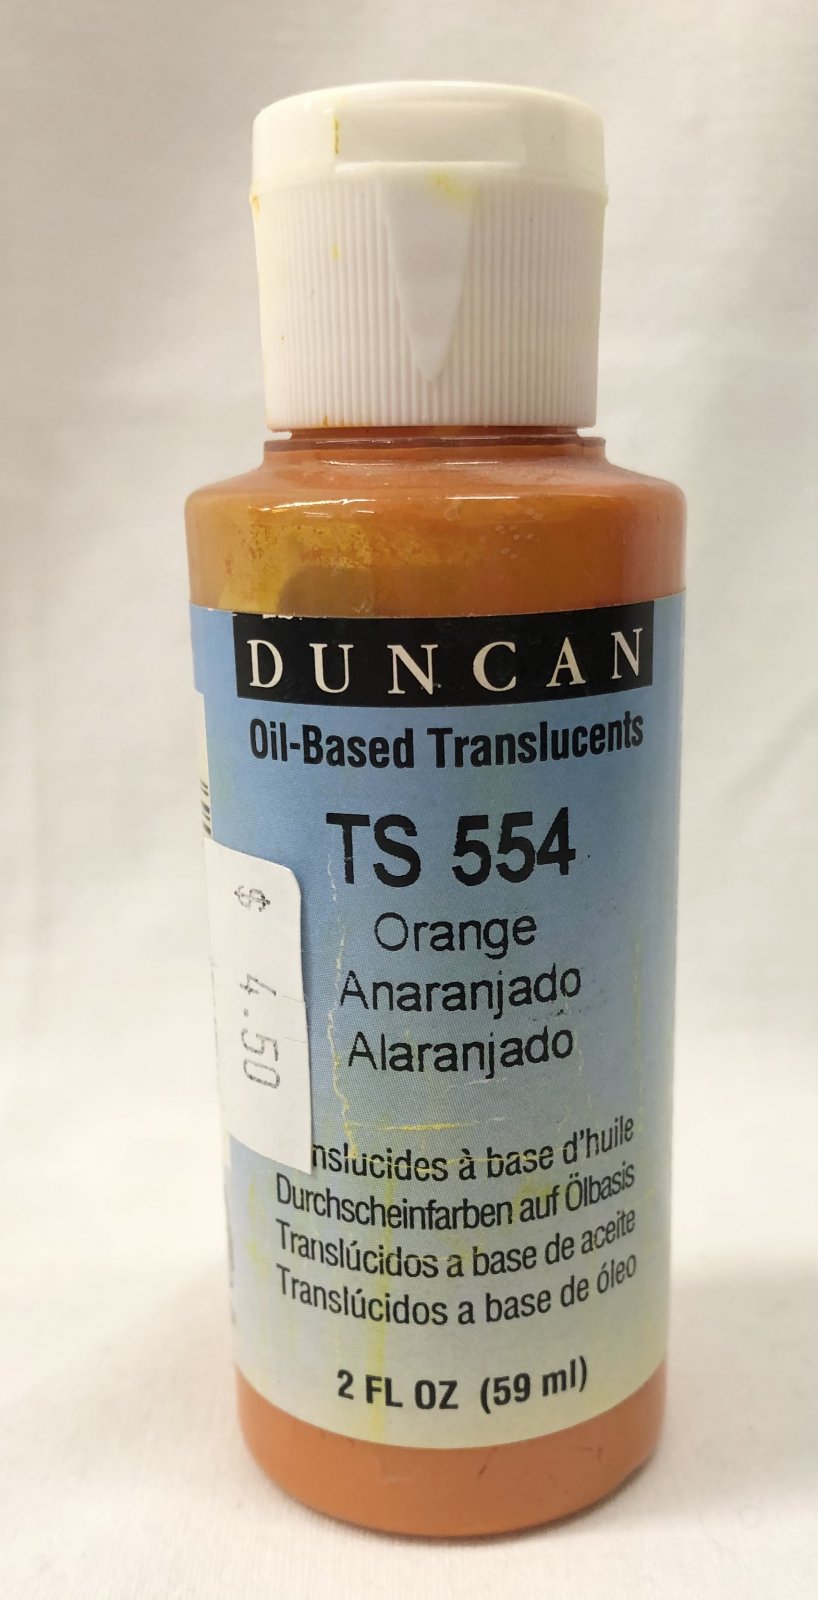 DUNCAN
Oil-Based Translucents
TS 554
Orange
Anaranjado
Alaranjado
$ 4.50
nslucides à base d'huile
Durchscheinfarben auf Ölbasis
Translúcidos a base de aceite
Translúcidos a base de óleo
2 FL OZ (59 ml)